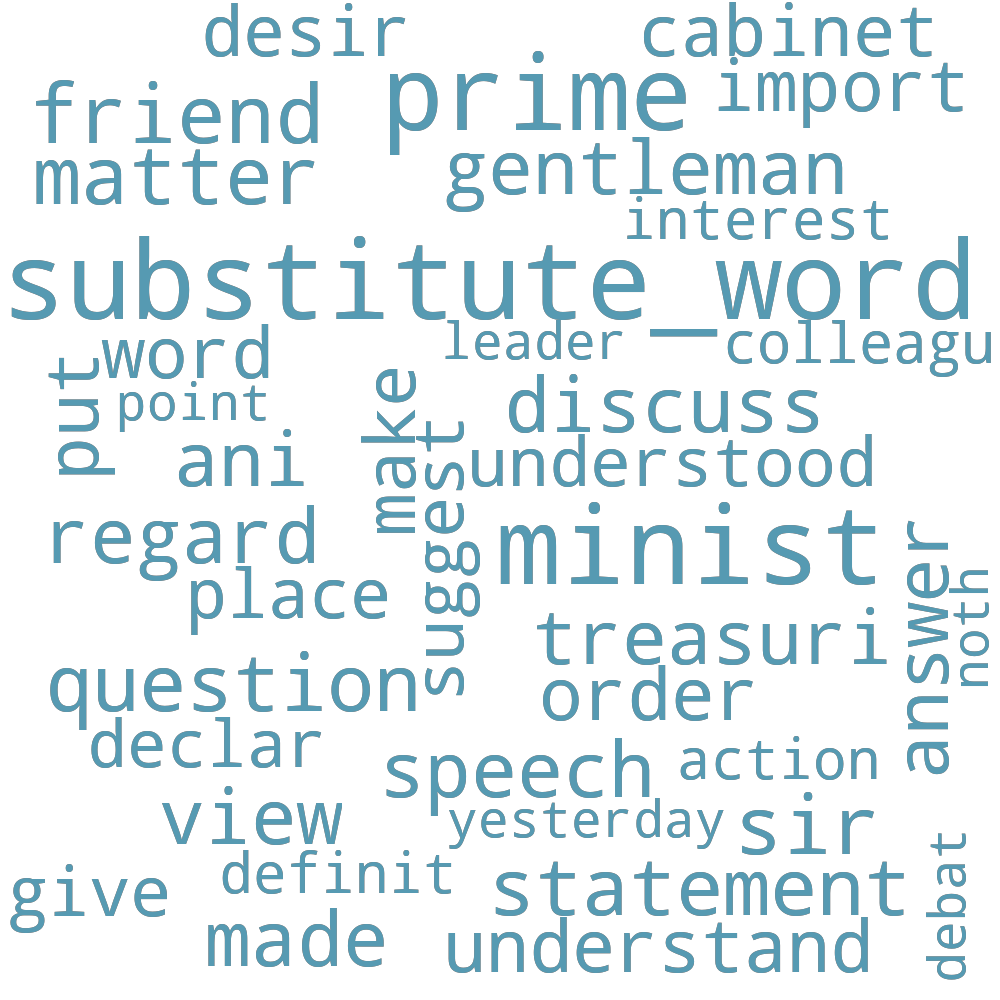 desir cabinet
friend prime import
matter gentleman
interest
substitute_word
word leader colleagu
put point make discuss
ani suggest understood
regard minist answer
place noth
treasuri
question order
declar speech action
view yesterday sir
give definit statement debat
made understand